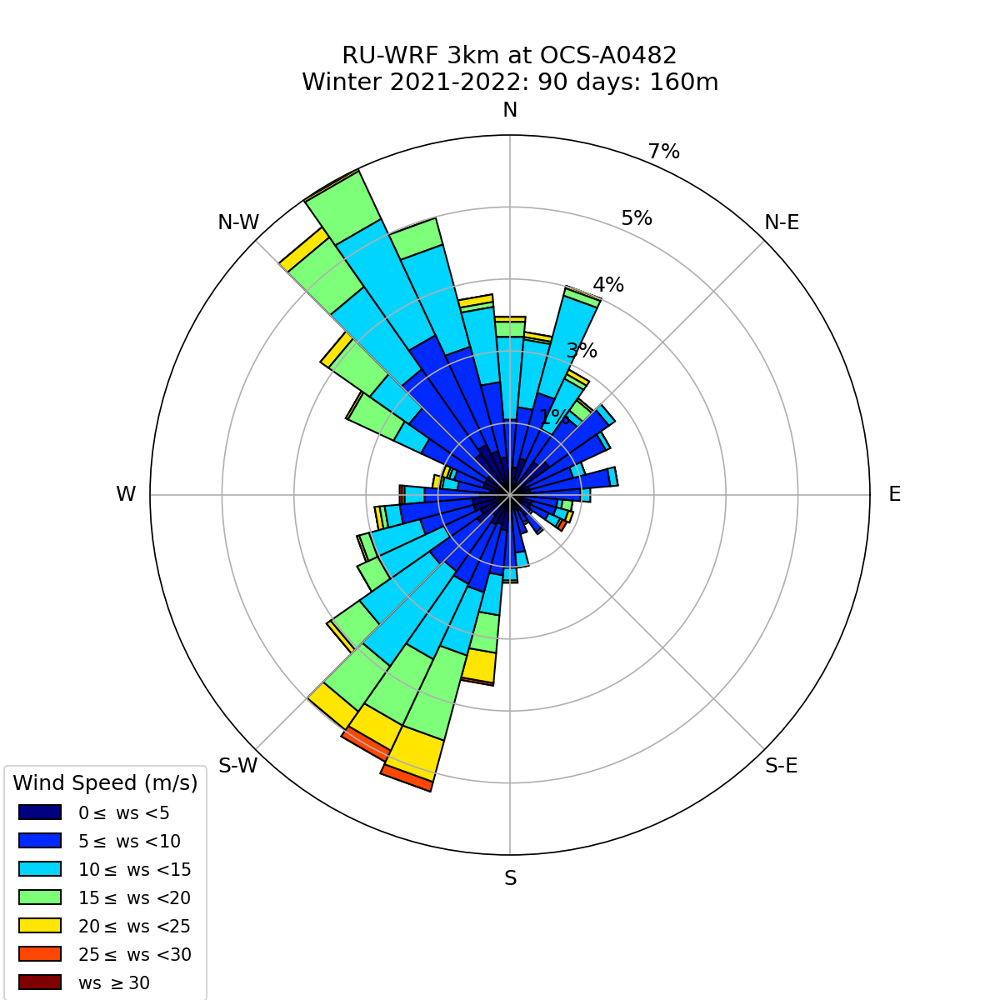 RU-WRF 3km at OCS-A0482
Winter 2021-2022: 90 days: 160m
N
7%
N-W
5%
N-E
4%
3%
1%
W
E
S-W
S-E
S
Wind Speed (m/s)
0≤ ws <5
5≤ ws <10
10≤ ws <15
15≤ ws <20
20≤ ws <25
25≤ ws <30
ws ≥30